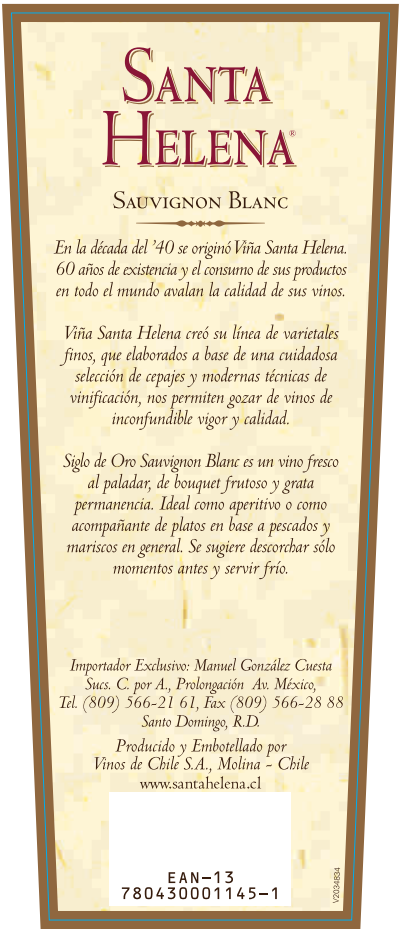 SANTA
HELENA®
SAUVIGNON BLANC
En la década del '40 se originó Viña Santa Helena.
60 años de existencia y el consumo de sus productos
en todo el mundo avalan la calidad de sus vinos.
Viña Santa Helena creó su línea de varietales
finos, que elaborados a base de una cuidadosa
selección de cepajes y modernas técnicas de
vinificación, nos permiten gozar de vinos de
inconfundible vigor y calidad.
Siglo de Oro Sauvignon Blanc es un vino fresco
al paladar, de bouquet frutoso y grata
permanencia. Ideal como aperitivo o como
acompañante de platos en base a pescados y
mariscos en general. Se sugiere descorchar sólo
momentos antes y servir frío.
Importador Exclusivo: Manuel González Cuesta
Sucs. C. por A., Prolongación Av. México,
Tel. (809) 566-21 61, Fax (809) 566-28 88
Santo Domingo, R.D.
Producido y Embotellado por
Vinos de Chile S.A., Molina - Chile
www.santahelena.cl
EAN-13
780430001145-1
V2034834